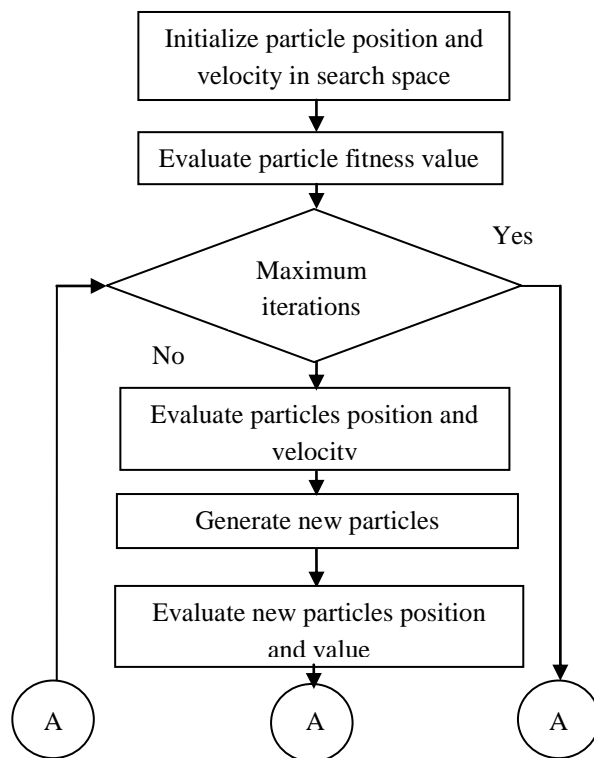 Initialize particle position and
velocity in search space
Evaluate particle fitness value
Yes
Maximum
iterations
No
Evaluate particles position and
velocity
Generate new particles
Evaluate new particles position
and value
A
A
A